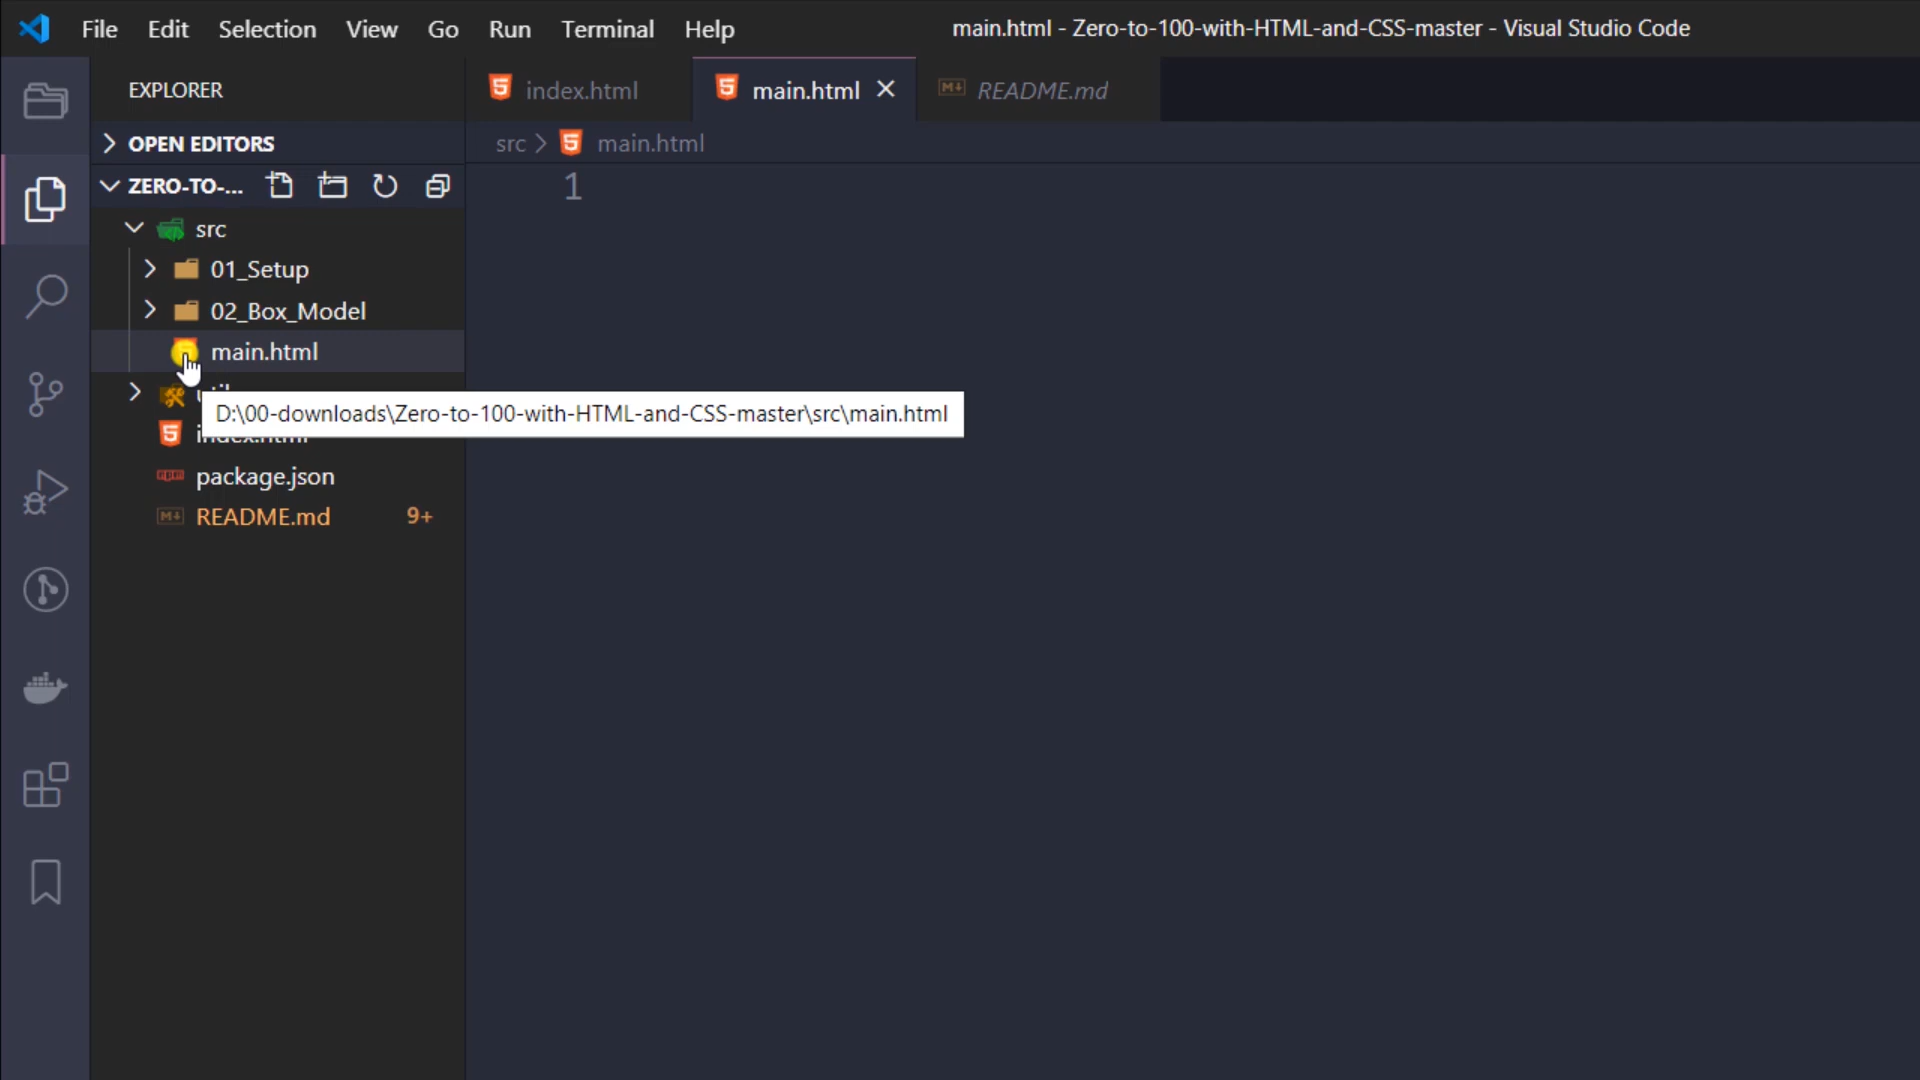 File Edit Selection View Go Run Terminal Help
main.html - Zero-to-100-with-HTML-and-CSS-master - Visual Studio Code
EXPLORER
index.html
main.html
README.md
OPEN EDITORS
src > main.html
ZERO-TO-...
1
src
01_Setup
02_Box_Model
main.html
D:\00-downloads\Zero-to-100-with-HTML-and-CSS-master\src\main.html
index.html
package.json
README.md 9+